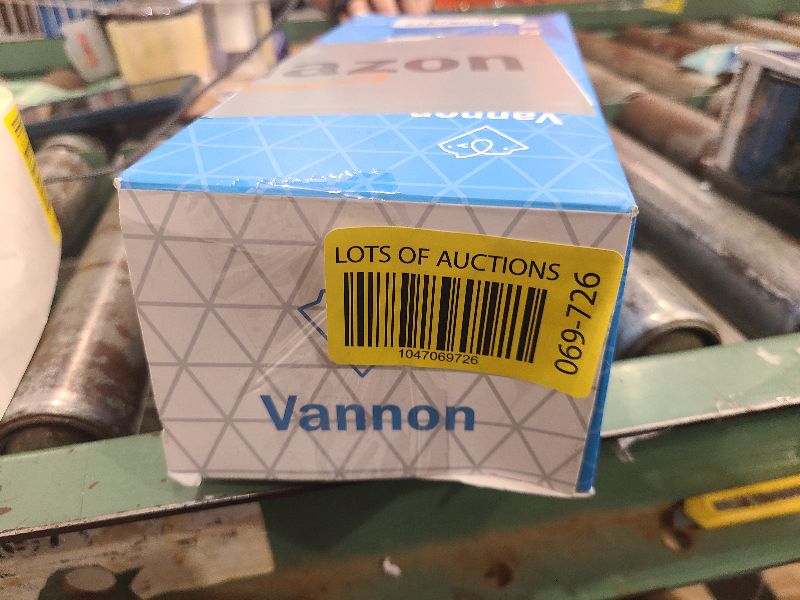 azon
Vannon
LOTS OF AUCTIONS
1047069726
069-726
Vannon